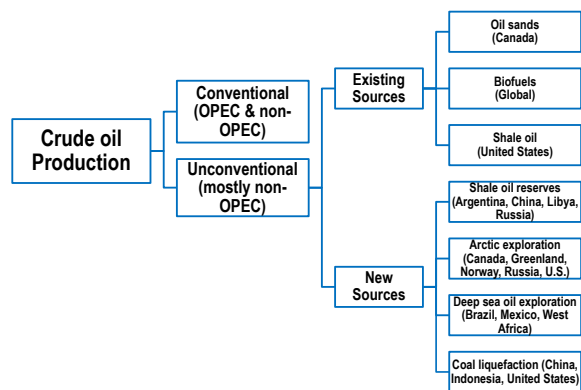 Crude oil
Production
Conventional
(OPEC & non-
OPEC)
Unconventional
(mostly non-
OPEC)
Existing
Sources
New
Sources
Oil sands
(Canada)
Biofuels
(Global)
Shale oil
(United States)
Shale oil reserves
(Argentina, China, Libya,
Russia)
Arctic exploration
(Canada, Greenland,
Norway, Russia, U.S.)
Deep sea oil exploration
(Brazil, Mexico, West
Africa)
Coal liquefaction (China,
Indonesia, United States)